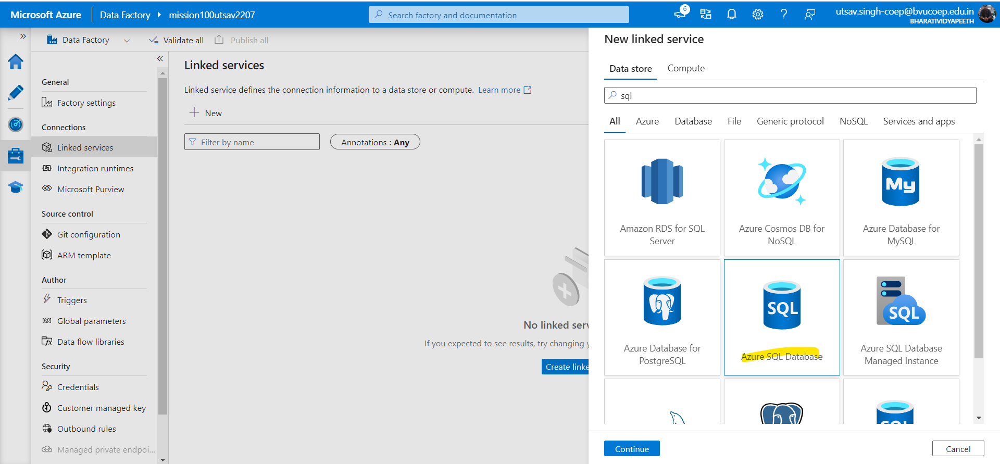 Microsoft Azure
Data Factory
mission100utsav2207
Search factory and documentation
6
utsav.singh-coep@bvucoep.edu.in
BHARATIVIDYAPEETH
Data Factory
Validate all
Publish all
General
Factory settings
Connections
Linked services
Integration runtimes
Microsoft Purview
Source control
Git configuration
ARM template
Author
Triggers
Global parameters
Data flow libraries
Security
Credentials
Customer managed key
Outbound rules
Managed private endpoi...
Linked services
Linked service defines the connection information to a data store or compute. Learn more
New
Filter by name
Annotations : Any
No linked serv
If you expected to see results, try changing y
Create linke
New linked service
Data store Compute
sql
All Azure Database File Generic protocol NoSQL Services and apps
Amazon RDS for SQL
Server
Azure Cosmos DB for
NoSQL
My
Azure Database for
MySQL
Azure Database for
PostgreSQL
SQL
Azure SQL Database
SQL
Azure SQL Database
Managed Instance
SQL
Continue
Cancel